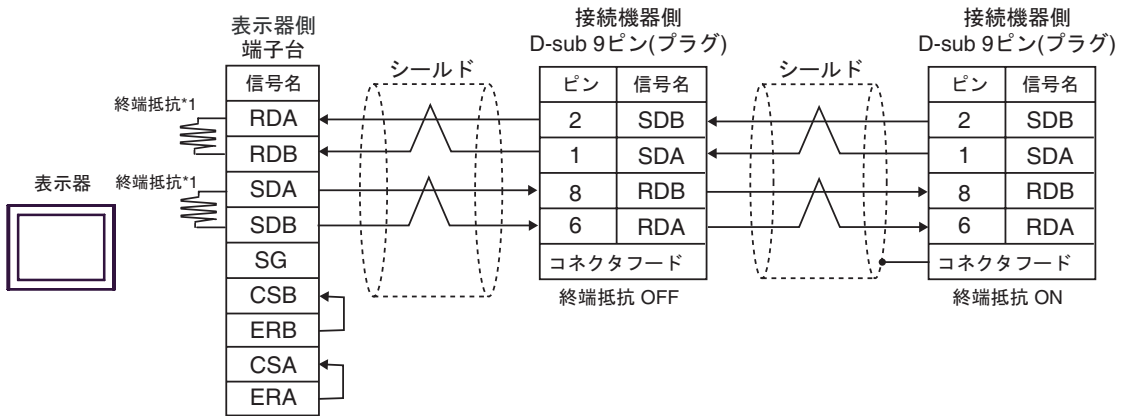 表示器
終端抵抗*1
終端抵抗*1
表示器側
端子台
信号名
RDA
RDB
SDA
SDB
SG
CSB
ERB
CSA
ERA
シールド
接続機器側
D-sub 9ピン(プラグ)
ピン 信号名
2 SDB
1 SDA
8 RDB
6 RDA
コネクタフード
終端抵抗 OFF
シールド
接続機器側
D-sub 9ピン(プラグ)
ピン 信号名
2 SDB
1 SDA
8 RDB
6 RDA
コネクタフード
終端抵抗 ON